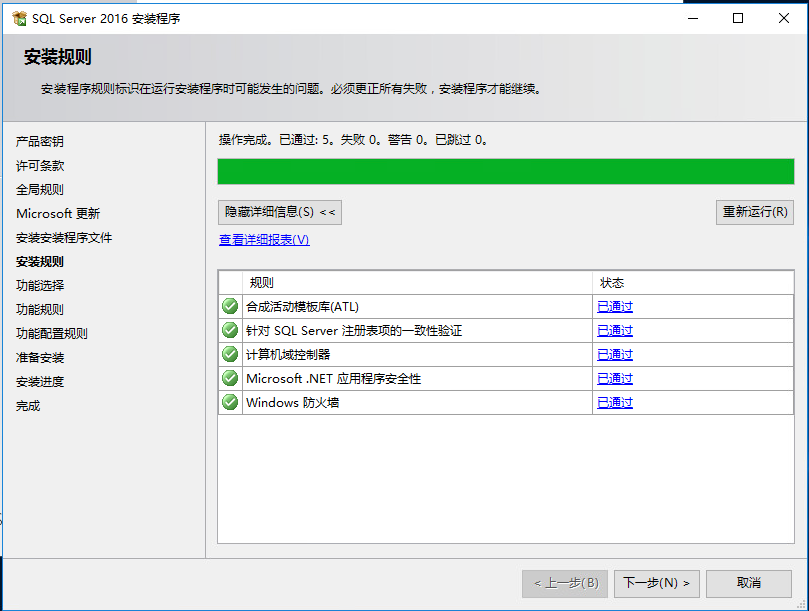 SQL Server 2016 安装程序
安装规则
安装程序规则标识在运行安装程序时可能发生的问题。必须更正所有失败，安装程序才能继续。
产品密钥
许可条款
全局规则
Microsoft 更新
安装安装程序文件
安装规则
功能选择
功能规则
功能配置规则
准备安装
安装进度
完成
操作完成。已通过: 5。失败 0。警告 0。已跳过 0。
隐藏详细信息(S) <<
重新运行(R)
查看详细报表(V)
规则 状态
合成活动模板库(ATL) 已通过
针对 SQL Server 注册表项的一致性验证 已通过
计算机域控制器 已通过
Microsoft .NET 应用程序安全性 已通过
Windows 防火墙 已通过
< 上一步(B) 下一步(N) > 取消